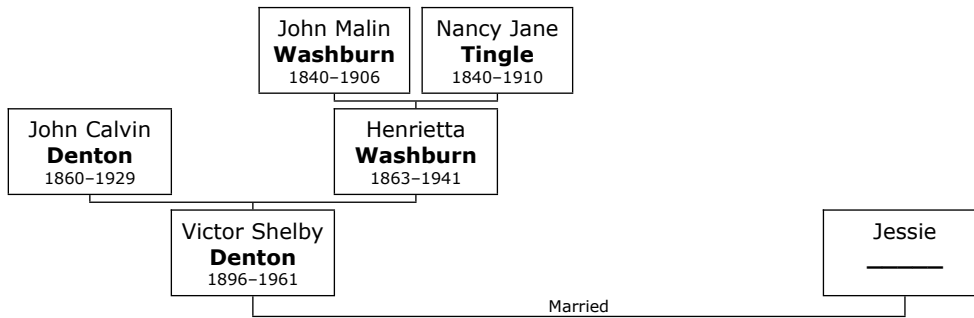 John Malin
Washburn
1840–1906
Nancy Jane
Tingle
1840–1910
John Calvin
Denton
1860–1929
Henrietta
Washburn
1863–1941
Victor Shelby
Denton
1896–1961
Jessie
______
Married